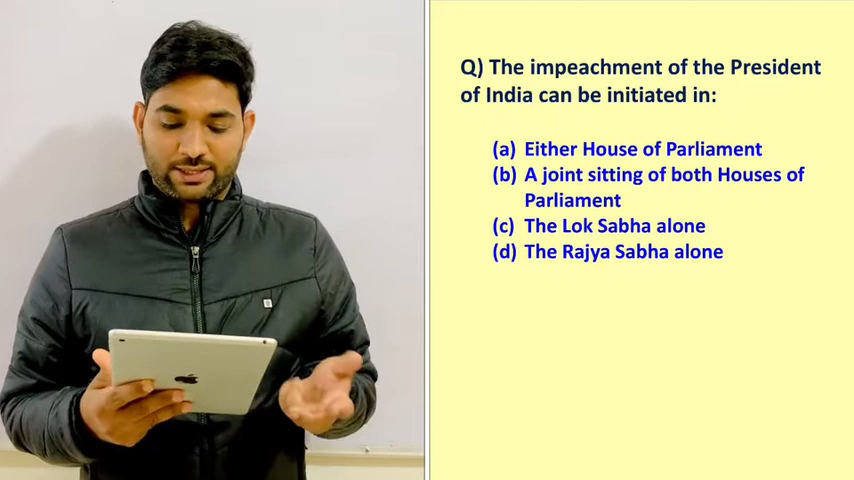 Q) The impeachment of the President
of India can be initiated in:
(a) Either House of Parliament
(b) A joint sitting of both Houses of
Parliament
(c) The Lok Sabha alone
(d) The Rajya Sabha alone